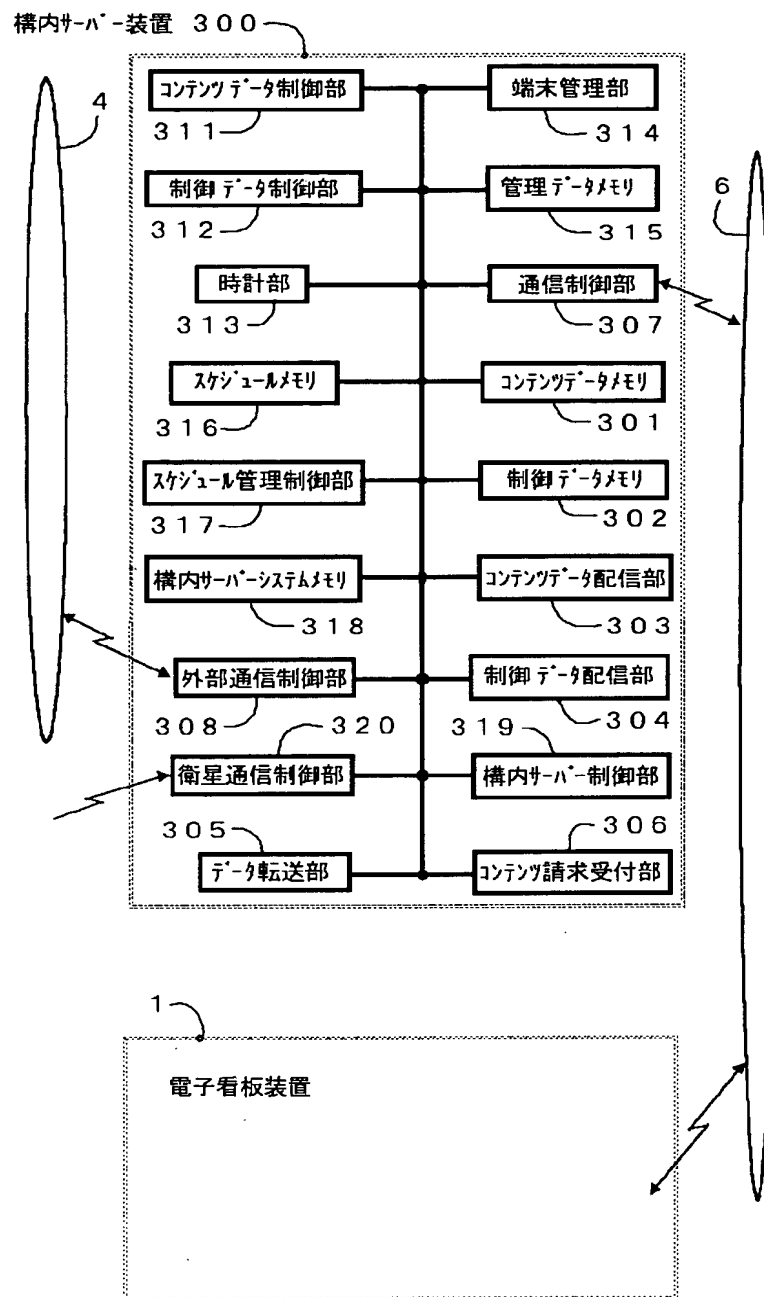 構内ｻｰﾊﾞｰ装置 ３００
４
ｺﾝﾃﾝﾂ ﾃﾞｰﾀ制御部
３１１
端末管理部
３１４
制御 ﾃﾞｰﾀ制御部
３１２
管理 ﾃﾞｰﾀﾒﾓﾘ
３１５
６
時計部
３１３
通信制御部
３０７
ｽｹｼﾞｭｰﾙﾒﾓﾘ
３１６
ｺﾝﾃﾝﾂﾃﾞｰﾀﾒﾓﾘ
３０１
ｽｹｼﾞｭｰﾙ管理制御部
３１７
制御 ﾃﾞｰﾀﾒﾓﾘ
３０２
構内ｻｰﾊﾞｰｼｽﾃﾑﾒﾓﾘ
３１８
ｺﾝﾃﾝﾂﾃﾞｰﾀ配信部
３０３
外部通信制御部
３０８
制御 ﾃﾞｰﾀ配信部
３０４
３２０
衛星通信制御部
３１９
構内ｻｰﾊﾞｰ制御部
３０５
ﾃﾞｰﾀ転送部
３０６
ｺﾝﾃﾝﾂ請求受付部
１
電子看板装置